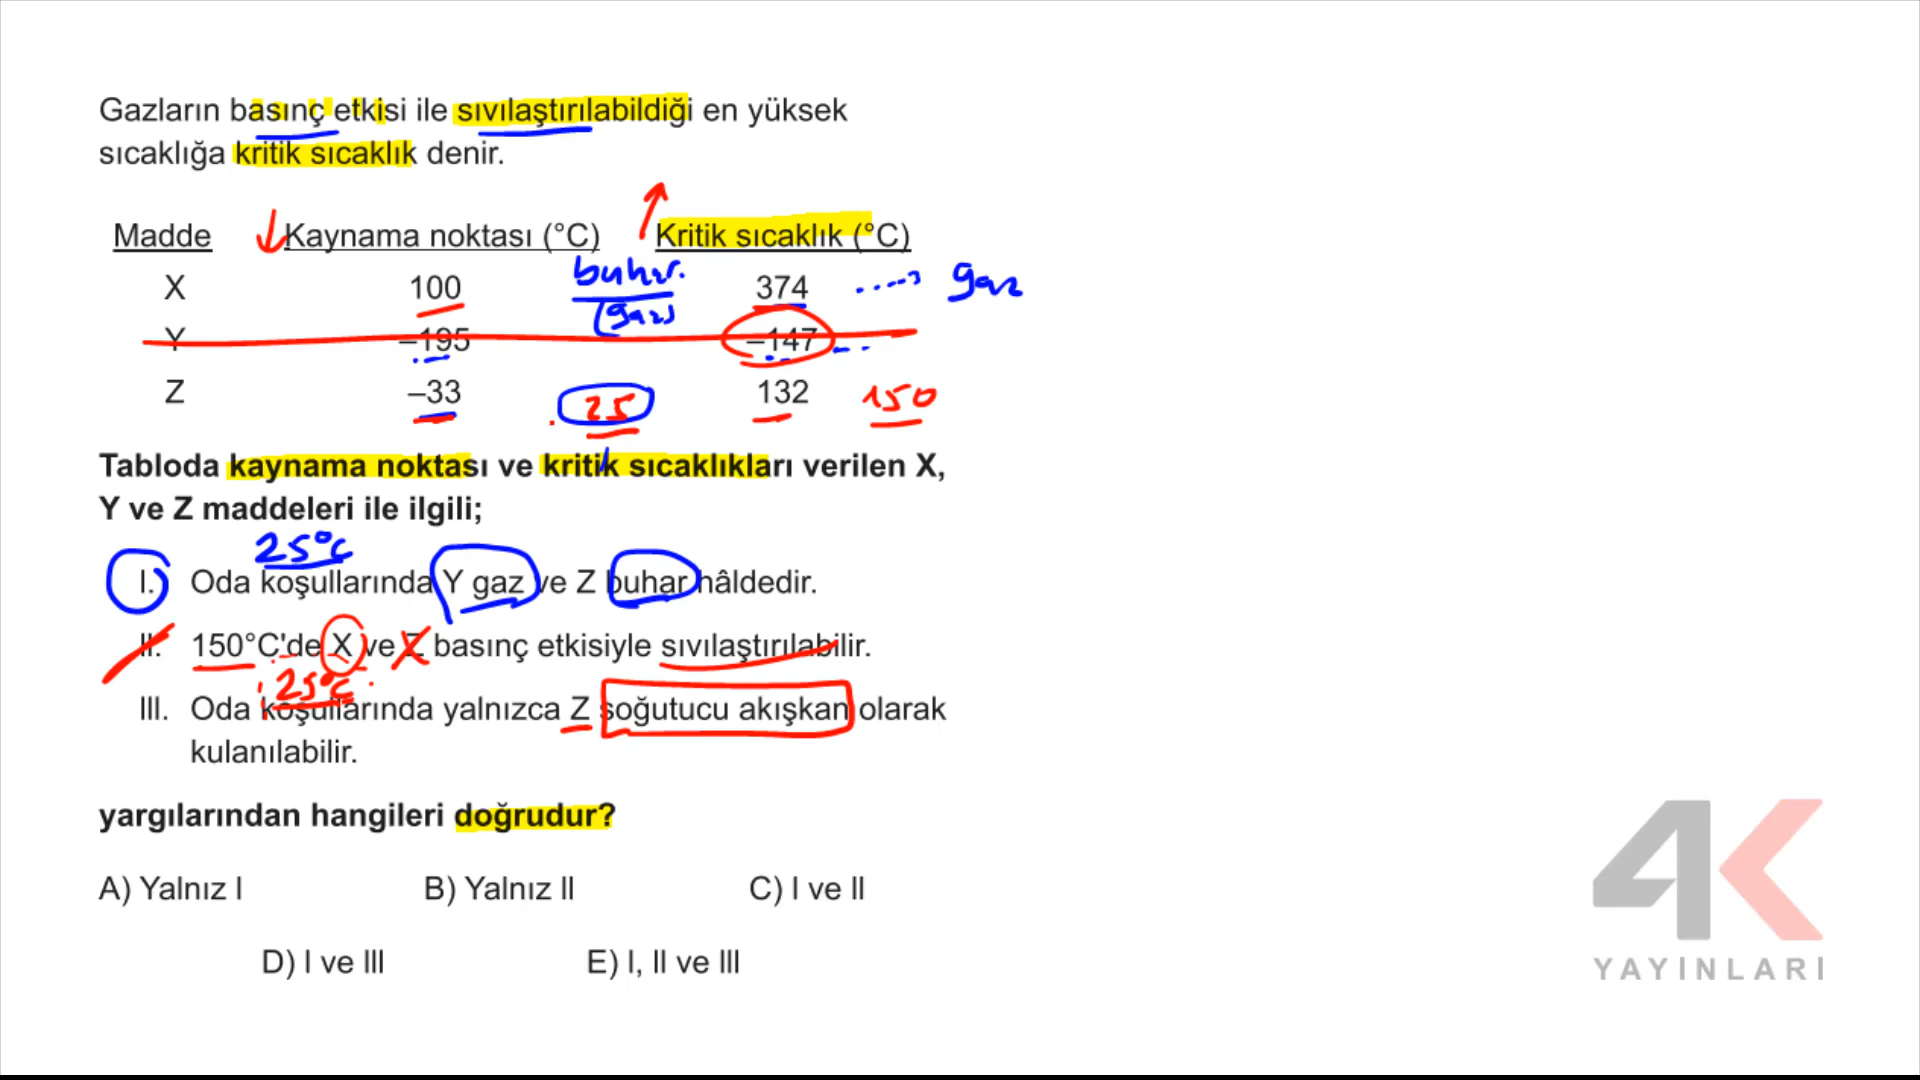 Gazların basınç etkisi ile sıvılaştırılabildiği en yüksek
sıcaklığa kritik sıcaklık denir.
Madde Kaynama noktası (°C) Kritik sıcaklık (°C)
buhar
(gaz)
X 100 374 gaz
Y –195 –147
Z –33 25 132 150
Tabloda kaynama noktası ve kritik sıcaklıkları verilen X,
Y ve Z maddeleri ile ilgili;
25°C
I. Oda koşullarında Y gaz ve Z buhar hâldedir.
II. 150°C'de X ve Z basınç etkisiyle sıvılaştırılabilir.
25°C
III. Oda koşullarında yalnızca Z soğutucu akışkan olarak
kulanılabilir.
yargılarından hangileri doğrudur?
A) Yalnız I B) Yalnız II C) I ve II
D) I ve III E) I, II ve III
4K
YAYINLARI